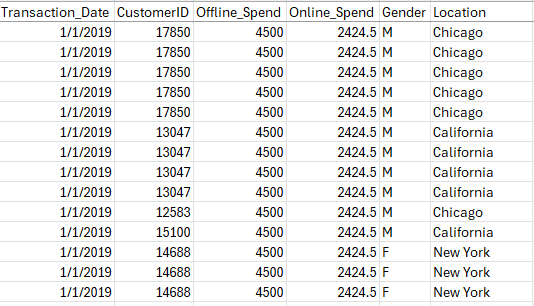 Transaction_Date CustomerID Offline_Spend Online_Spend Gender Location
1/1/2019 17850 4500 2424.5 M Chicago
1/1/2019 17850 4500 2424.5 M Chicago
1/1/2019 17850 4500 2424.5 M Chicago
1/1/2019 17850 4500 2424.5 M Chicago
1/1/2019 17850 4500 2424.5 M Chicago
1/1/2019 13047 4500 2424.5 M California
1/1/2019 13047 4500 2424.5 M California
1/1/2019 13047 4500 2424.5 M California
1/1/2019 13047 4500 2424.5 M California
1/1/2019 12583 4500 2424.5 M Chicago
1/1/2019 15100 4500 2424.5 M California
1/1/2019 14688 4500 2424.5 F New York
1/1/2019 14688 4500 2424.5 F New York
1/1/2019 14688 4500 2424.5 F New York